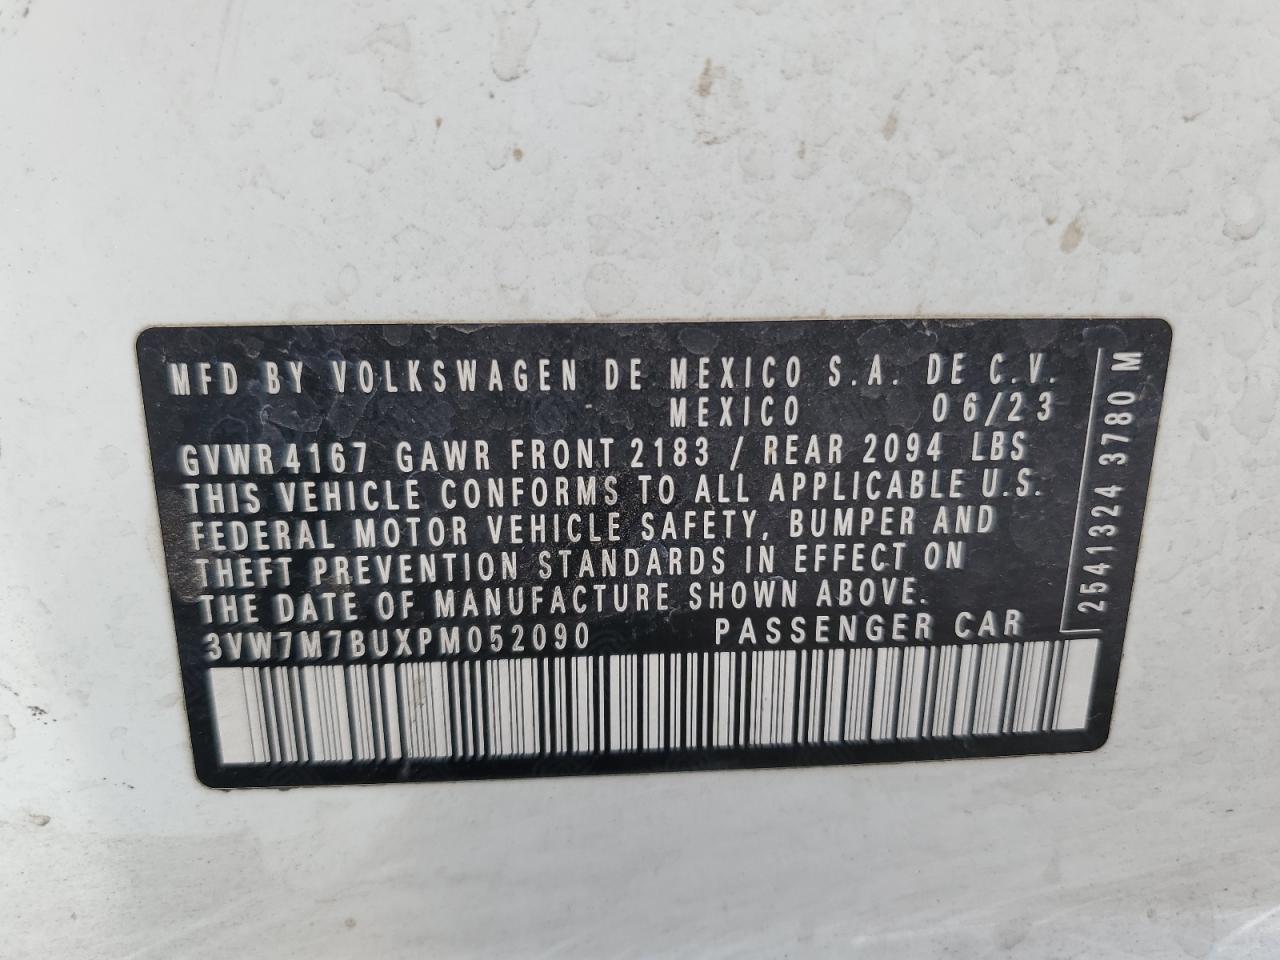 MFD BY VOLKSWAGEN DE MEXICO S.A. DE C.V.
MEXICO 06/23
GVWR 4167 GAWR FRONT 2183 / REAR 2094 LBS
THIS VEHICLE CONFORMS TO ALL APPLICABLE U.S.
FEDERAL MOTOR VEHICLE SAFETY, BUMPER AND
THEFT PREVENTION STANDARDS IN EFFECT ON
THE DATE OF MANUFACTURE SHOWN ABOVE.
3VW7M7BUXPM052090 PASSENGER CAR
2541324 3780 M